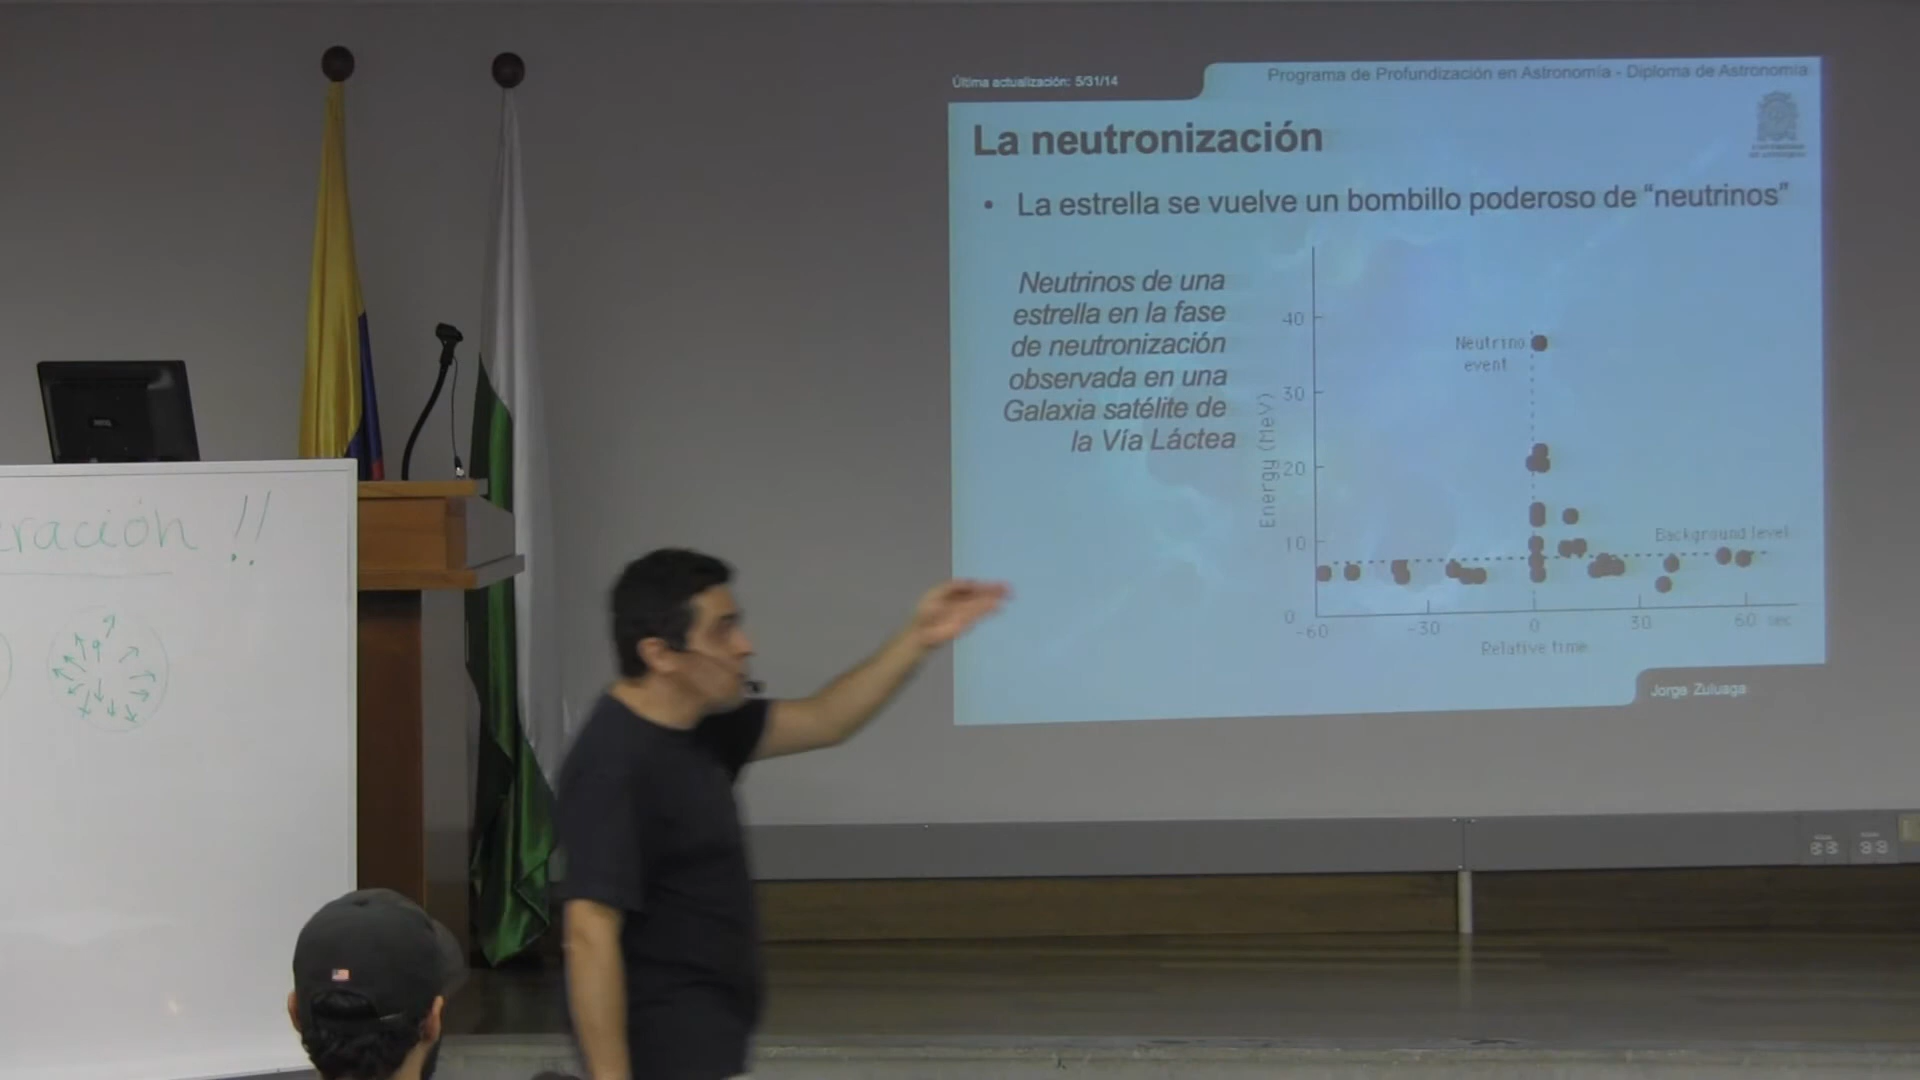 Última actualización: 5/31/14
Programa de Profundización en Astronomía - Diploma de Astronomía
La neutronización
• La estrella se vuelve un bombillo poderoso de “neutrinos”
Neutrinos de una
estrella en la fase
de neutronización
observada en una
Galaxia satélite de
la Vía Láctea
Energy (MeV)
40
30
20
10
0
Neutrino
event
Background level
-60
-30
0
30
60 sec
Relative time
Jorge Zuluaga
eración !!